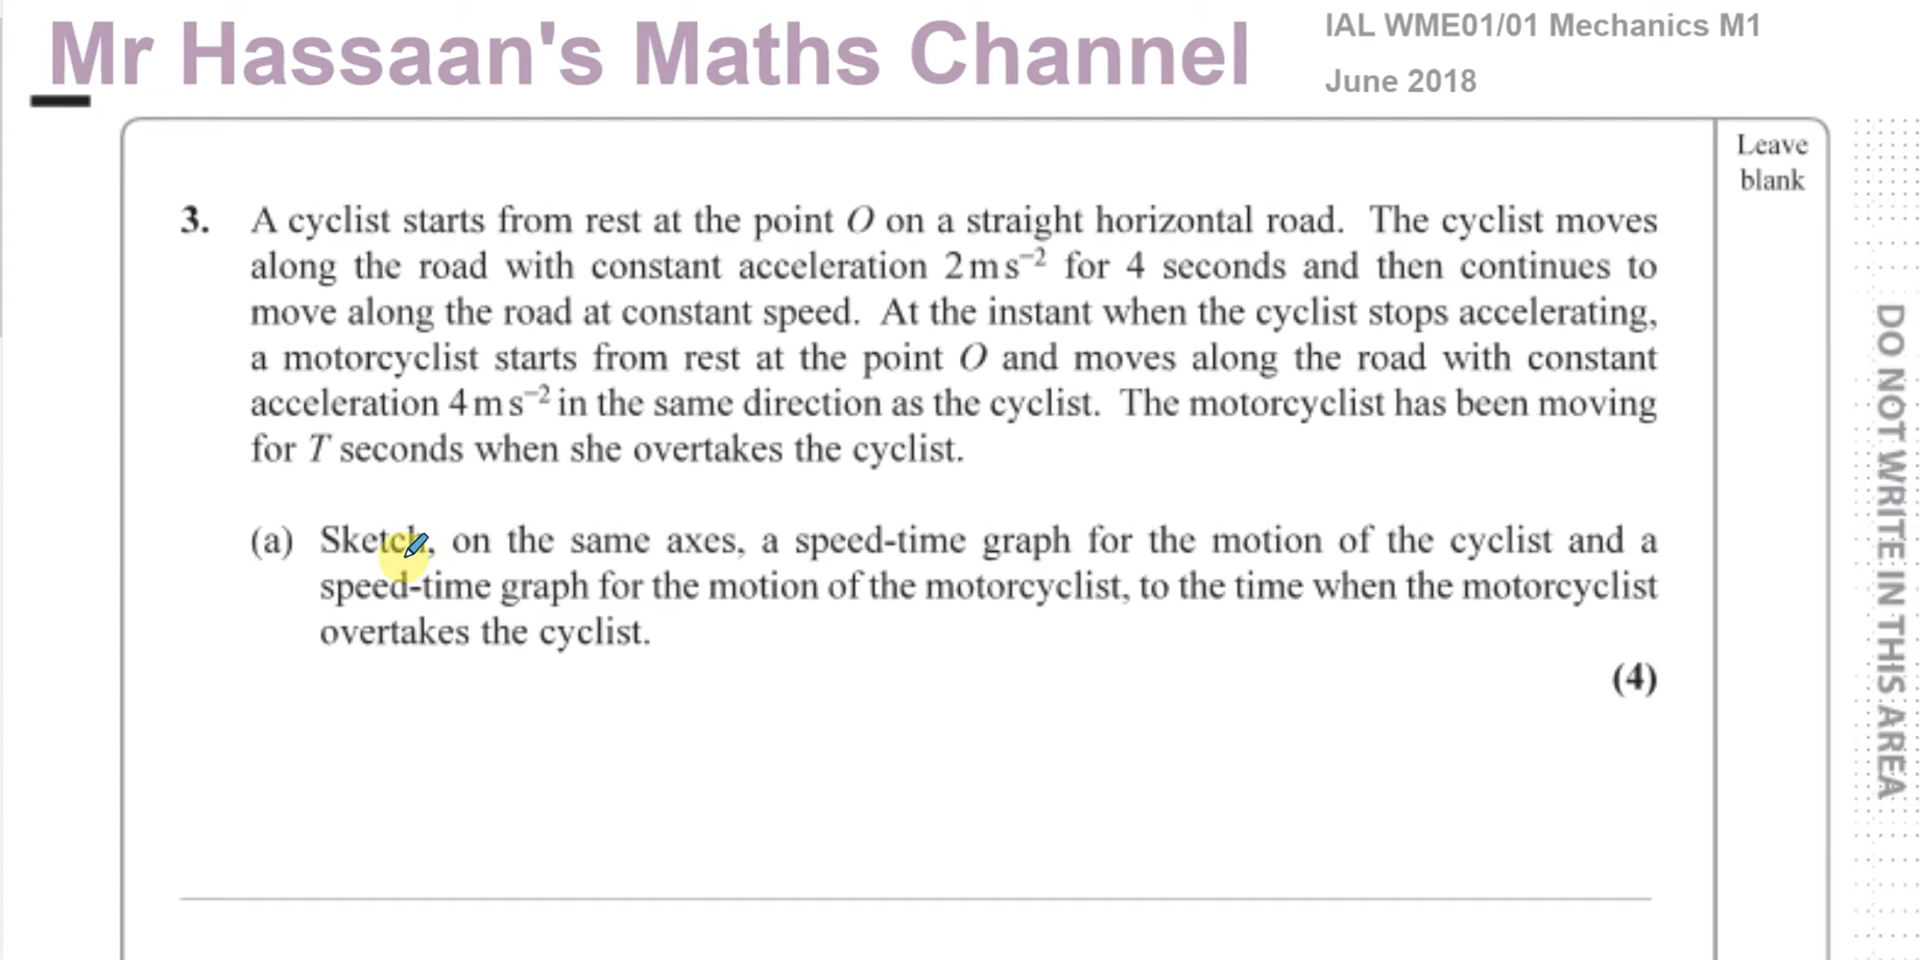 Mr Hassaan's Maths Channel
IAL WME01/01 Mechanics M1
June 2018
Leave
blank
3. A cyclist starts from rest at the point O on a straight horizontal road. The cyclist moves
along the road with constant acceleration 2 m s⁻² for 4 seconds and then continues to
move along the road at constant speed. At the instant when the cyclist stops accelerating,
a motorcyclist starts from rest at the point O and moves along the road with constant
acceleration 4 m s⁻² in the same direction as the cyclist. The motorcyclist has been moving
for T seconds when she overtakes the cyclist.
(a) Sketch, on the same axes, a speed-time graph for the motion of the cyclist and a
speed-time graph for the motion of the motorcyclist, to the time when the motorcyclist
overtakes the cyclist.
(4)
DO NOT WRITE IN THIS AREA